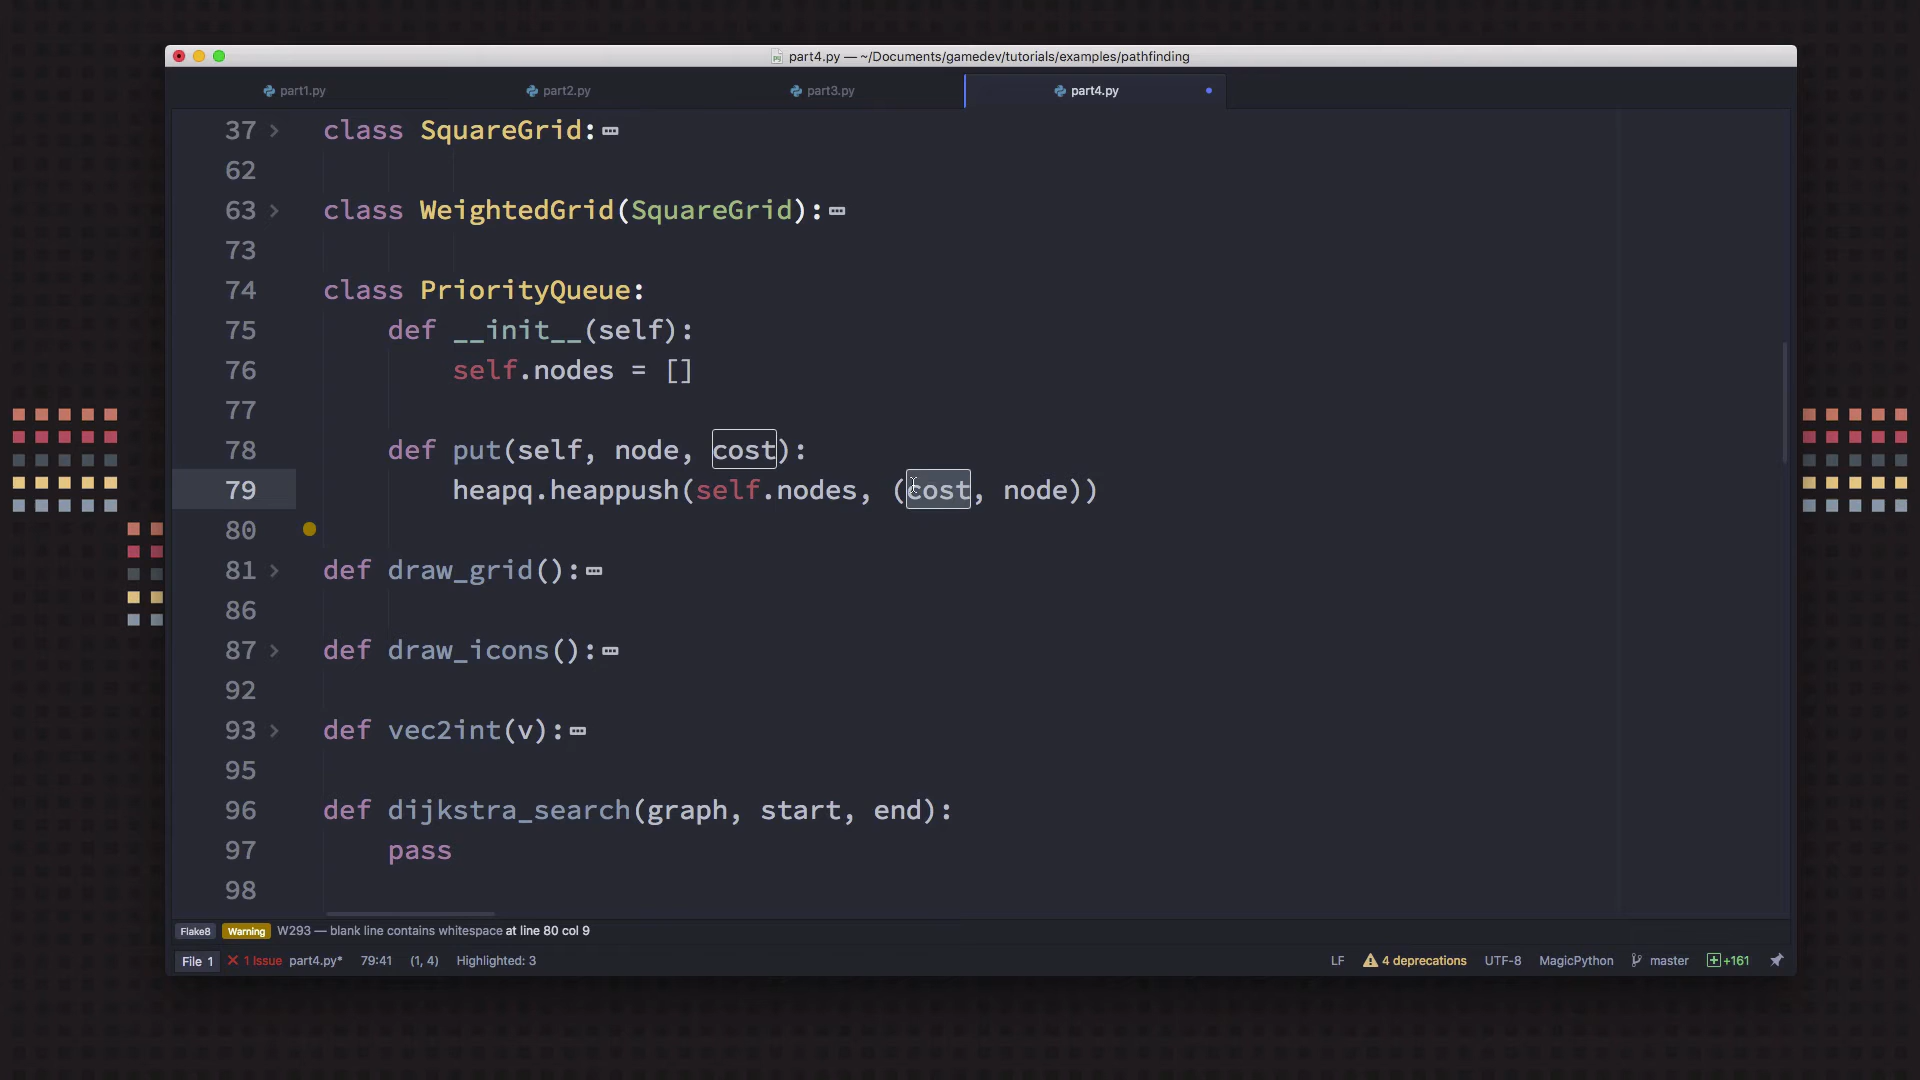 part4.py — ~/Documents/gamedev/tutorials/examples/pathfinding
part1.py part2.py part3.py part4.py
37 class SquareGrid:
62
63 class WeightedGrid(SquareGrid):
73
74 class PriorityQueue:
75 def __init__(self):
76 self.nodes = []
77
78 def put(self, node, cost):
79 heapq.heappush(self.nodes, (cost, node))
80
81 def draw_grid():
86
87 def draw_icons():
92
93 def vec2int(v):
95
96 def dijkstra_search(graph, start, end):
97 pass
98
Flake8 Warning W293 — blank line contains whitespace at line 80 col 9
File 1 1 Issue part4.py* 79:41 (1, 4) Highlighted: 3 LF 4 deprecations UTF-8 MagicPython master +161